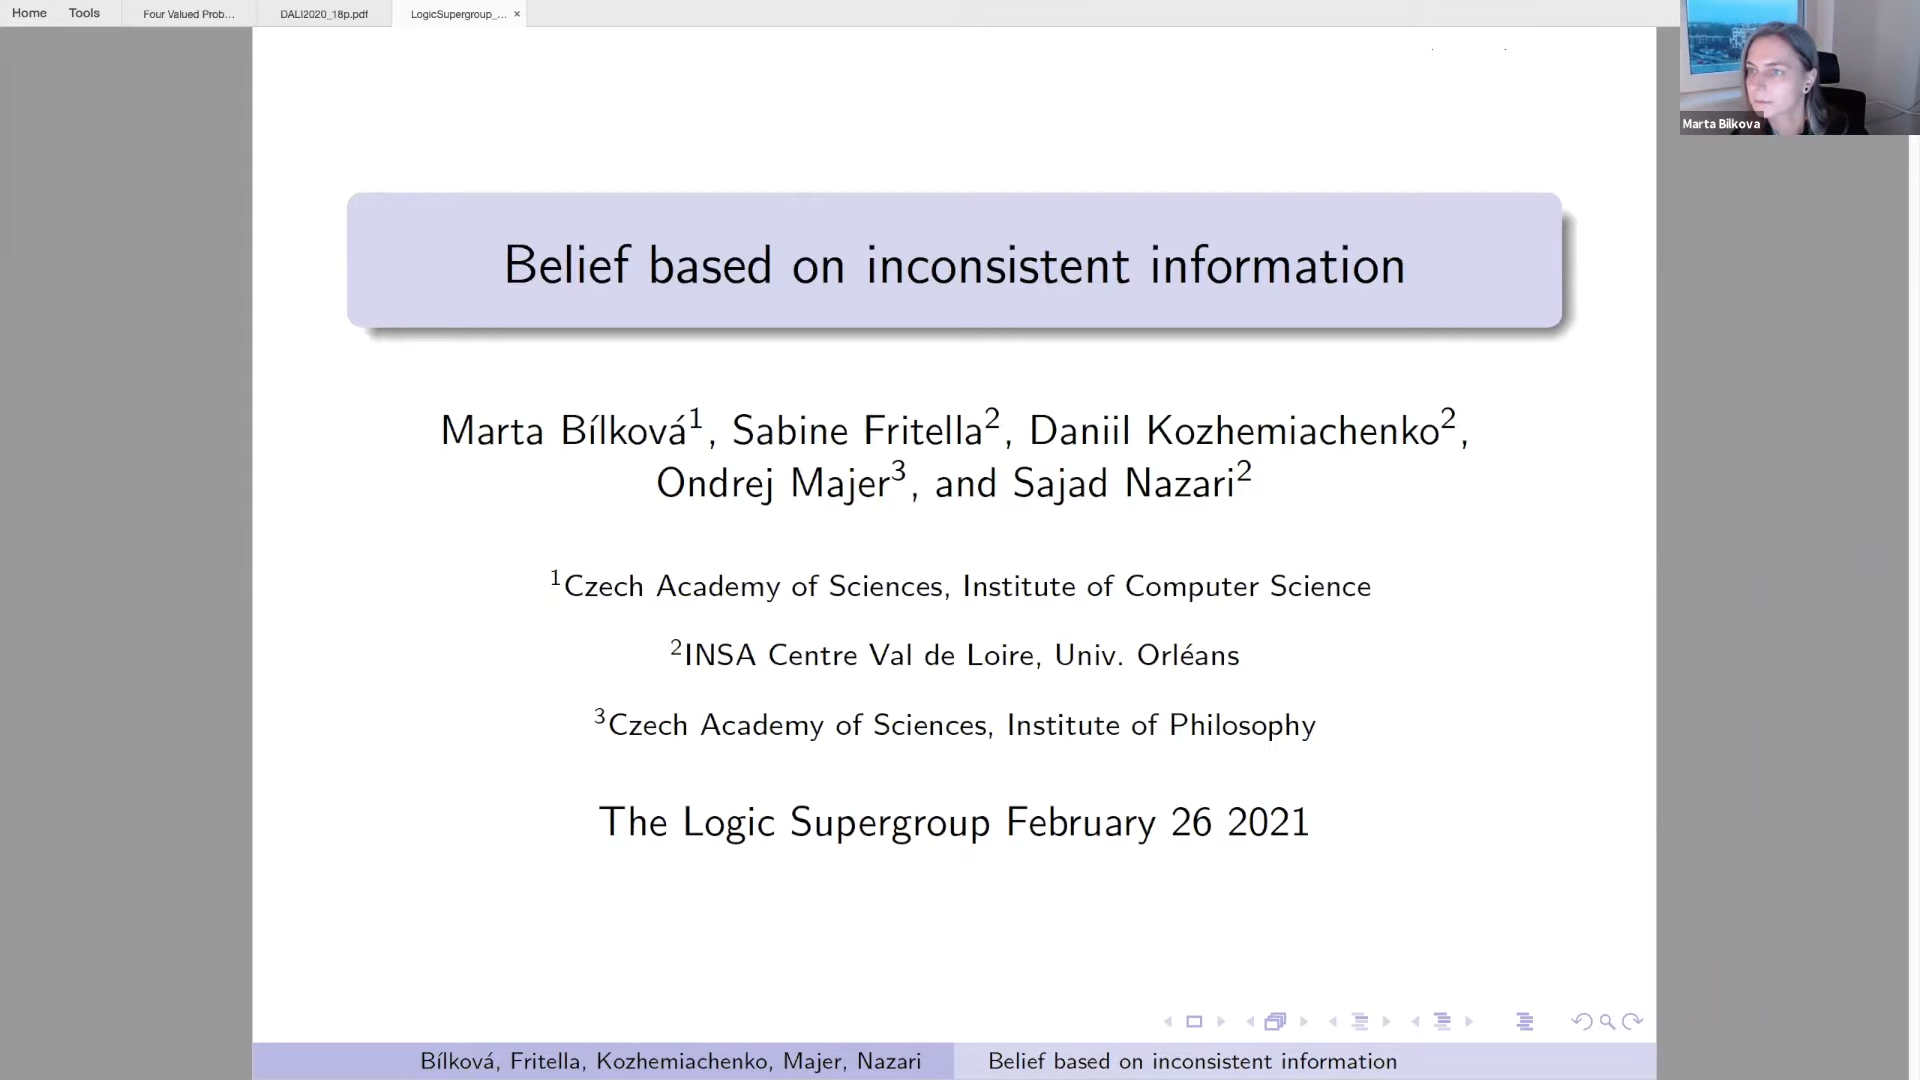 Home Tools Four Valued Prob... DALI2020_18p.pdf LogicSupergroup_... ×
Marta Bilkova
Belief based on inconsistent information
Marta Bílková¹, Sabine Fritella², Daniil Kozhemiachenko²,
Ondrej Majer³, and Sajad Nazari²
¹Czech Academy of Sciences, Institute of Computer Science
²INSA Centre Val de Loire, Univ. Orléans
³Czech Academy of Sciences, Institute of Philosophy
The Logic Supergroup February 26 2021
Bílková, Fritella, Kozhemiachenko, Majer, Nazari Belief based on inconsistent information